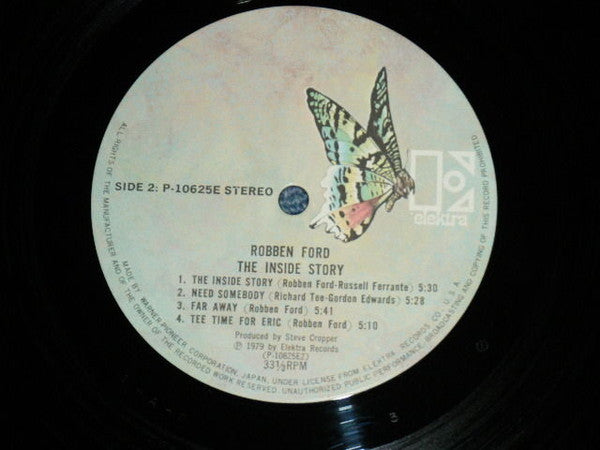 SIDE 2: P-10625E STEREO
elektra
ROBBEN FORD
THE INSIDE STORY
1. THE INSIDE STORY (Robben Ford-Russell Ferrante) 5:30
2. NEED SOMEBODY (Richard Tee-Gordon Edwards) 5:28
3. FAR AWAY (Robben Ford) 5:41
4. TEE TIME FOR ERIC (Robben Ford) 5:10
Produced by Steve Cropper
Ⓟ 1979 by Elektra Records
(P-10625E2)
33⅓RPM
ALL RIGHTS OF THE MANUFACTURER AND OF THE OWNER OF THE RECORDED WORK RESERVED. UNAUTHORIZED PUBLIC PERFORMANCE, BROADCASTING AND COPYING OF THIS RECORD PROHIBITED
MADE BY WARNER-PIONEER CORPORATION, JAPAN, UNDER LICENSE FROM ELEKTRA RECORDS CO. U.S.A.
3